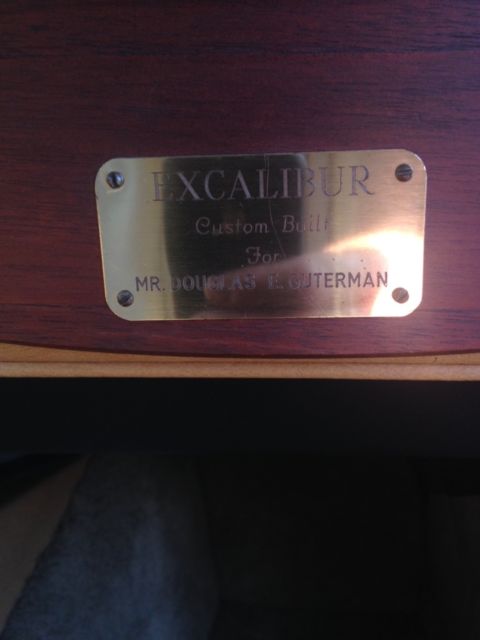 EXCALIBUR
Custom Built
For
MR. DOUGLAS E. GUTERMAN